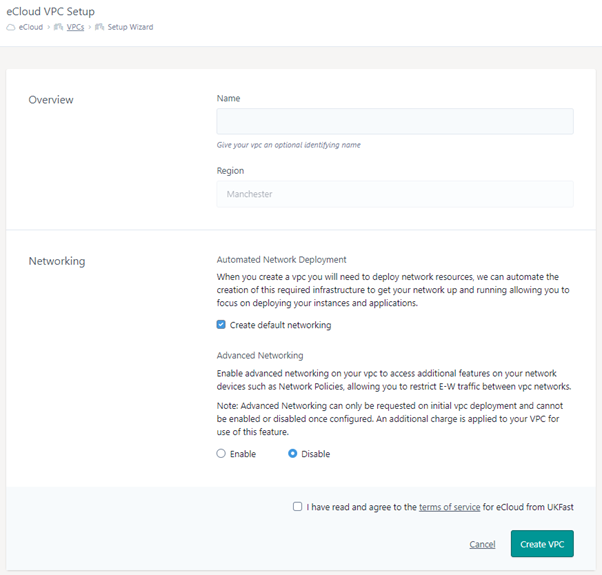 eCloud VPC Setup
eCloud > VPCs > Setup Wizard
Overview
Name
Give your vpc an optional identifying name
Region
Manchester
Networking
Automated Network Deployment
When you create a vpc you will need to deploy network resources, we can automate the
creation of this required infrastructure to get your network up and running allowing you to
focus on deploying your instances and applications.
Create default networking
Advanced Networking
Enable advanced networking on your vpc to access additional features on your network
devices such as Network Policies, allowing you to restrict E-W traffic between vpc networks.
Note: Advanced Networking can only be requested on initial vpc deployment and cannot
be enabled or disabled once configured. An additional charge is applied to your VPC for
use of this feature.
Enable Disable
I have read and agree to the terms of service for eCloud from UKFast
Cancel Create VPC